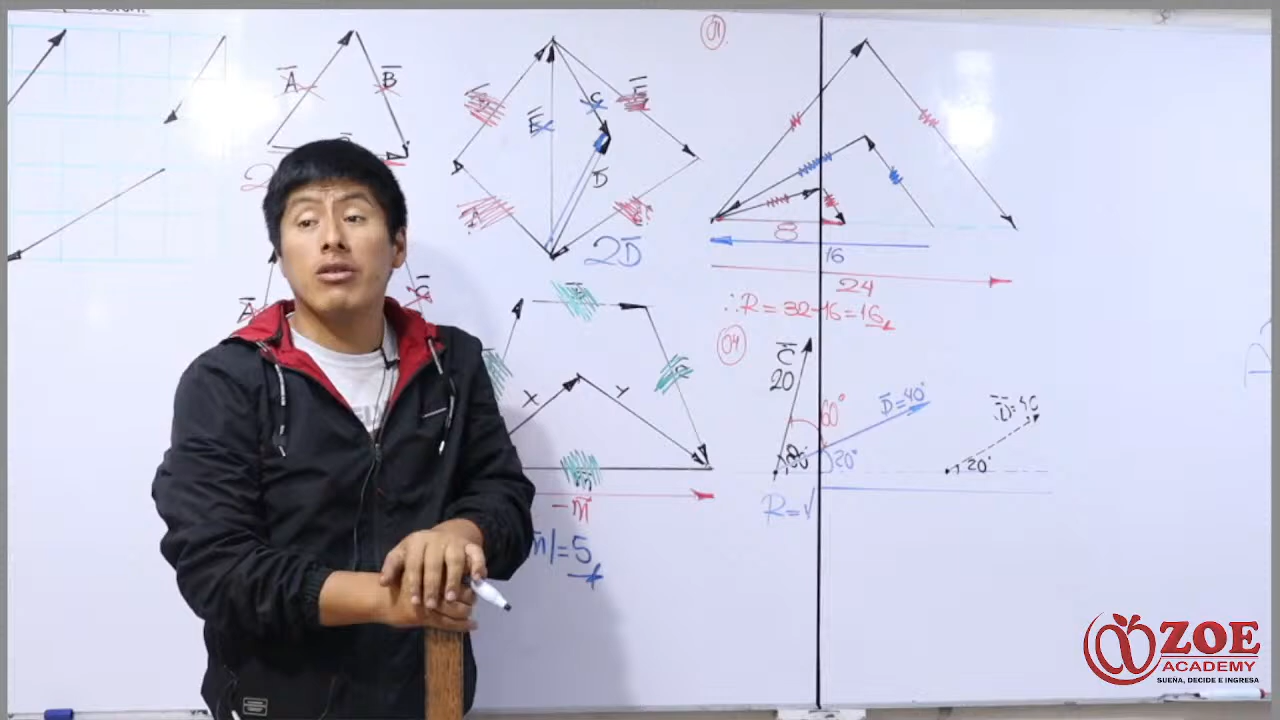 A
B
E
C
D
F
A
2D
01
8
16
24
∴R = 32-16=16
A
C
04
C
20
60°
D=40°
20°
D=40
20°
X
Y
m
-m
m|=5
R=√
ZOE
ACADEMY
SUEÑA, DECIDE E INGRESA